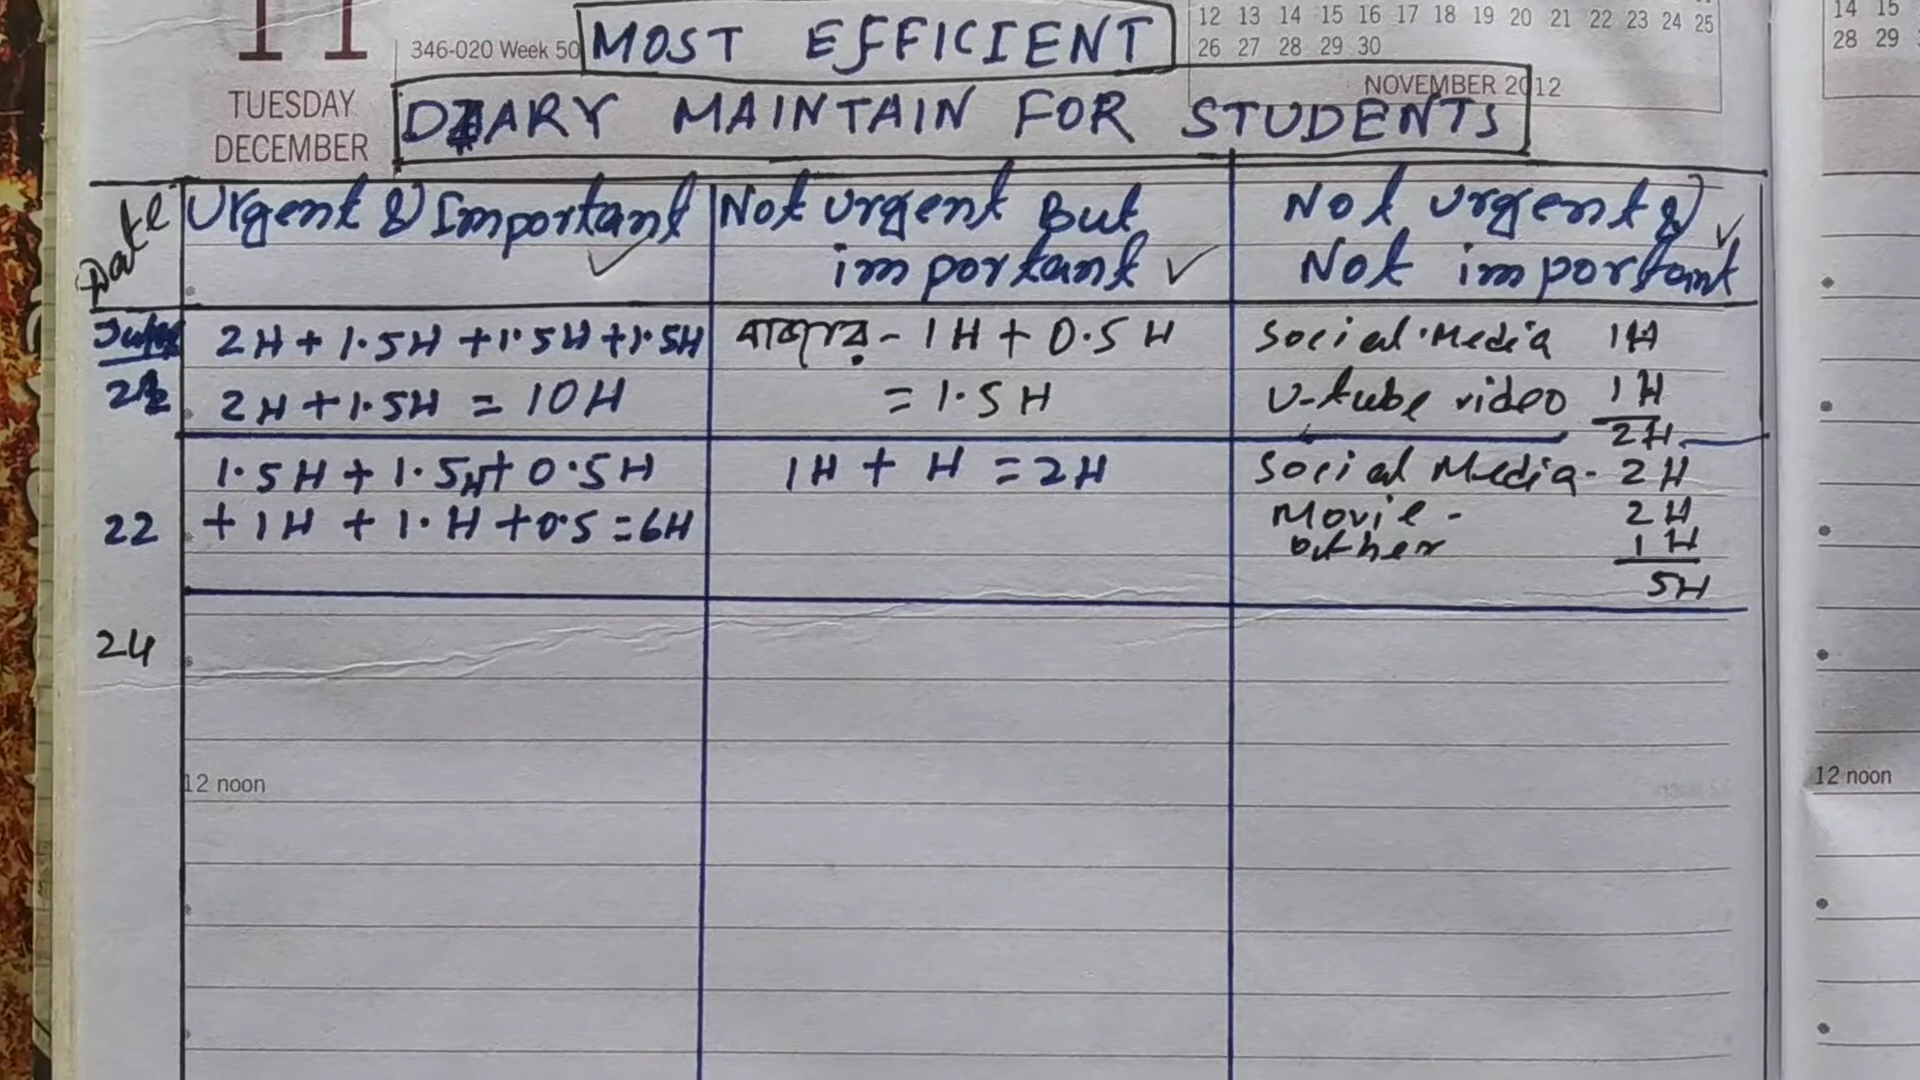 11
346-020 Week 50
MOST EFFICIENT
12 13 14 15 16 17 18 19 20 21 22 23 24 25
26 27 28 29 30
14 15
28 29
NOVEMBER 2012
TUESDAY
DECEMBER
DIARY MAINTAIN FOR STUDENTS
Date
Urgent & Important
Not urgent But
important
Not urgent &
Not important
2H + 1.5H + 1.5H + 1.5H
2H + 1.5H = 10H
বাজার - 1H + 0.5 H
= 1.5 H
Social Media 1H
U-tube video 1H
2H
22
1.5H + 1.5H + 0.5H
+ 1H + 1.H + 0.5 = 6H
1H + H = 2H
Social Media - 2H
Movie - 2H
other 1H
5H
24
12 noon
12 noon